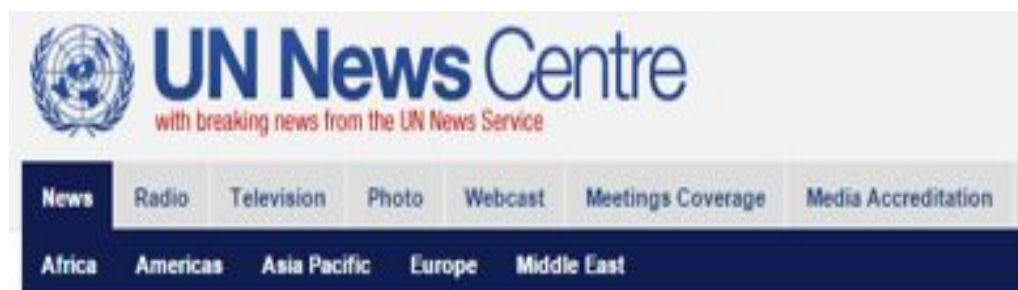 UN News Centre
with breaking news from the UN News Service
News Radio Television Photo Webcast Meetings Coverage Media Accreditation
Africa Americas Asia Pacific Europe Middle East